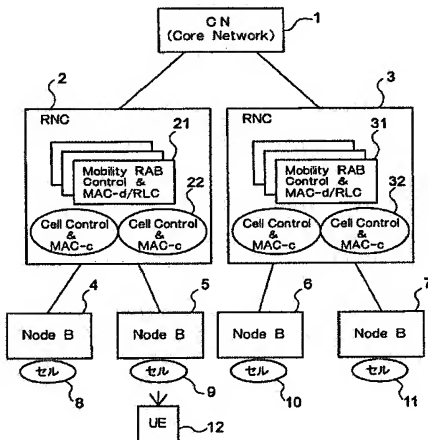 CN
(Core Network)
1
2
3
RNC
RNC
21
31
Mobility RAB
Control &
MAC-d/RLC
Mobility RAB
Control &
MAC-d/RLC
22
32
Cell Control
&
MAC-c
Cell Control
&
MAC-c
Cell Control
&
MAC-c
Cell Control
&
MAC-c
4
5
6
7
Node B
Node B
Node B
Node B
セル
セル
セル
セル
8
9
10
11
UE
12